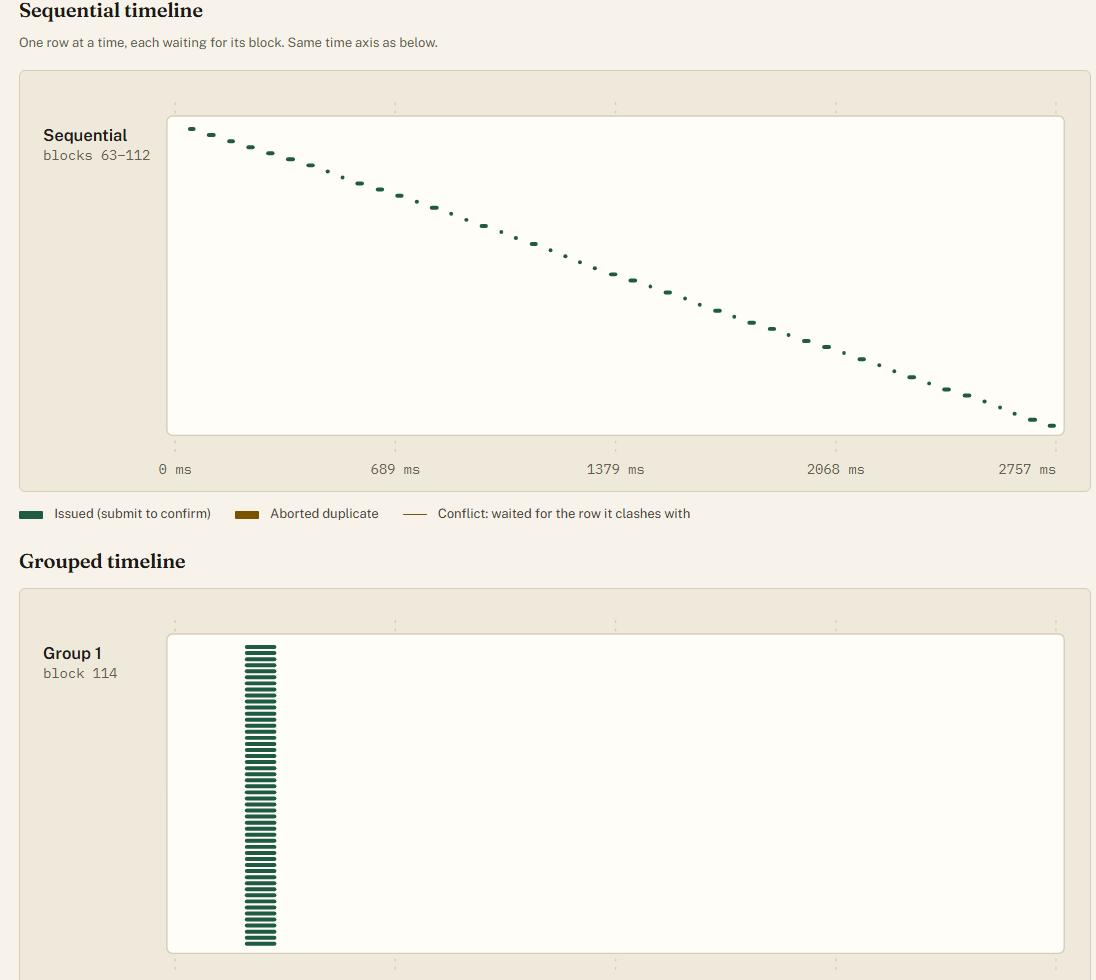 Sequential timeline
One row at a time, each waiting for its block. Same time axis as below.
Sequential
blocks 63–112
0 ms 689 ms 1379 ms 2068 ms 2757 ms
Issued (submit to confirm) Aborted duplicate Conflict: waited for the row it clashes with
Grouped timeline
Group 1
block 114